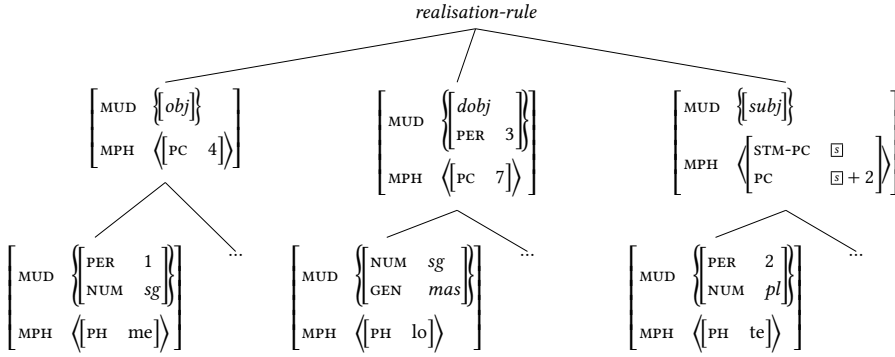 realisation-rule
MUD {[obj]}
MPH ⟨[PC 4]⟩
MUD {[dobj
PER 3]}
MPH ⟨[PC 7]⟩
MUD {[subj]}
MPH ⟨[STM-PC s
PC s + 2]⟩
MUD {[PER 1
NUM sg]}
MPH ⟨[PH me]⟩
...
MUD {[NUM sg
GEN mas]}
MPH ⟨[PH lo]⟩
...
MUD {[PER 2
NUM pl]}
MPH ⟨[PH te]⟩
...